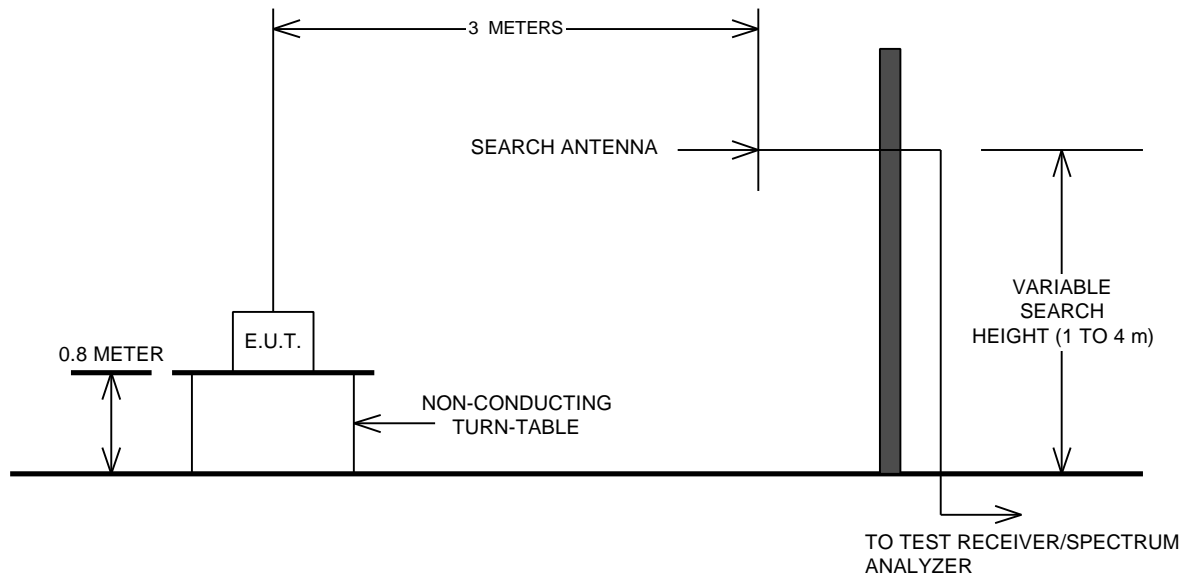 3 METERS
SEARCH ANTENNA
VARIABLE
SEARCH
HEIGHT (1 TO 4 m)
E.U.T.
0.8 METER
NON-CONDUCTING
TURN-TABLE
TO TEST RECEIVER/SPECTRUM
ANALYZER